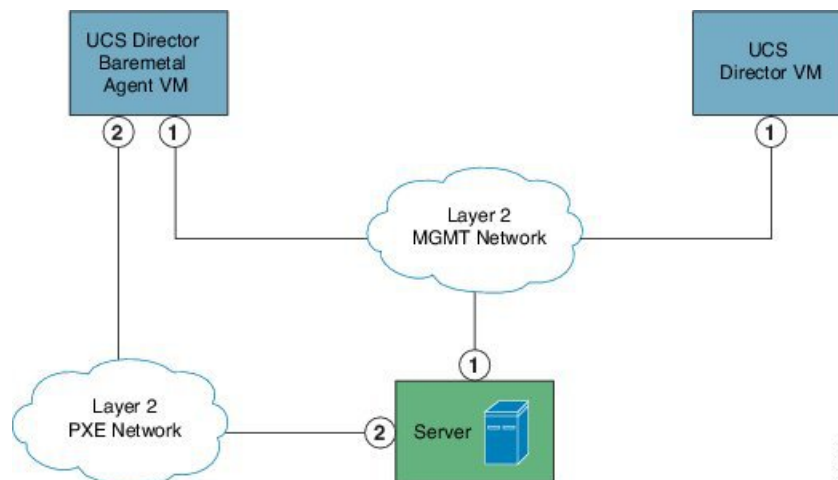 UCS Director
Baremetal
Agent VM
UCS
Director VM
2
1
1
Layer 2
MGMT Network
1
Layer 2
PXE Network
2
Server